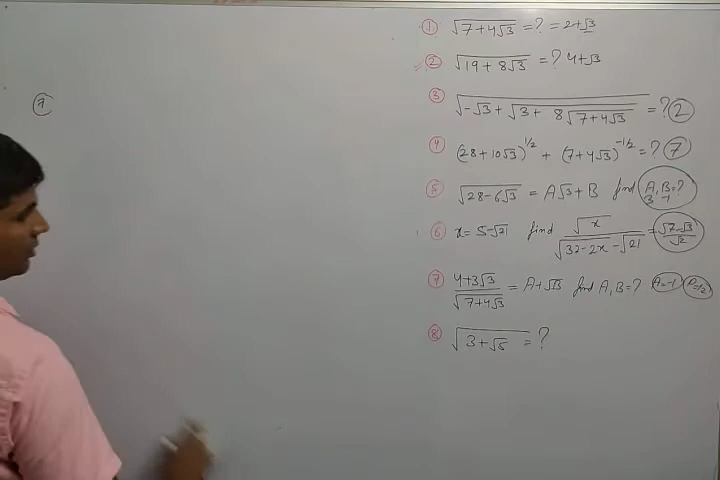 ① √(7+4√3) = ? = 2+√3
② √(19+8√3) = ? 4+√3
③ √(-√3+√(3+8√(7+4√3))) = ? ②
④ (28+10√3)^1/2 + (7+4√3)^-1/2 = ? ⑦
⑤ √(28-6√3) = A√3+B find A, B=?
3 -1
⑥ x=5-√21 find √x/(√(32-2x)-√21) = (√7-√3)/√2
⑦ (4+3√3)/√(7+4√3) = A+√B find A,B=? A=-1
⑧ √(3+√5) = ?
⑦